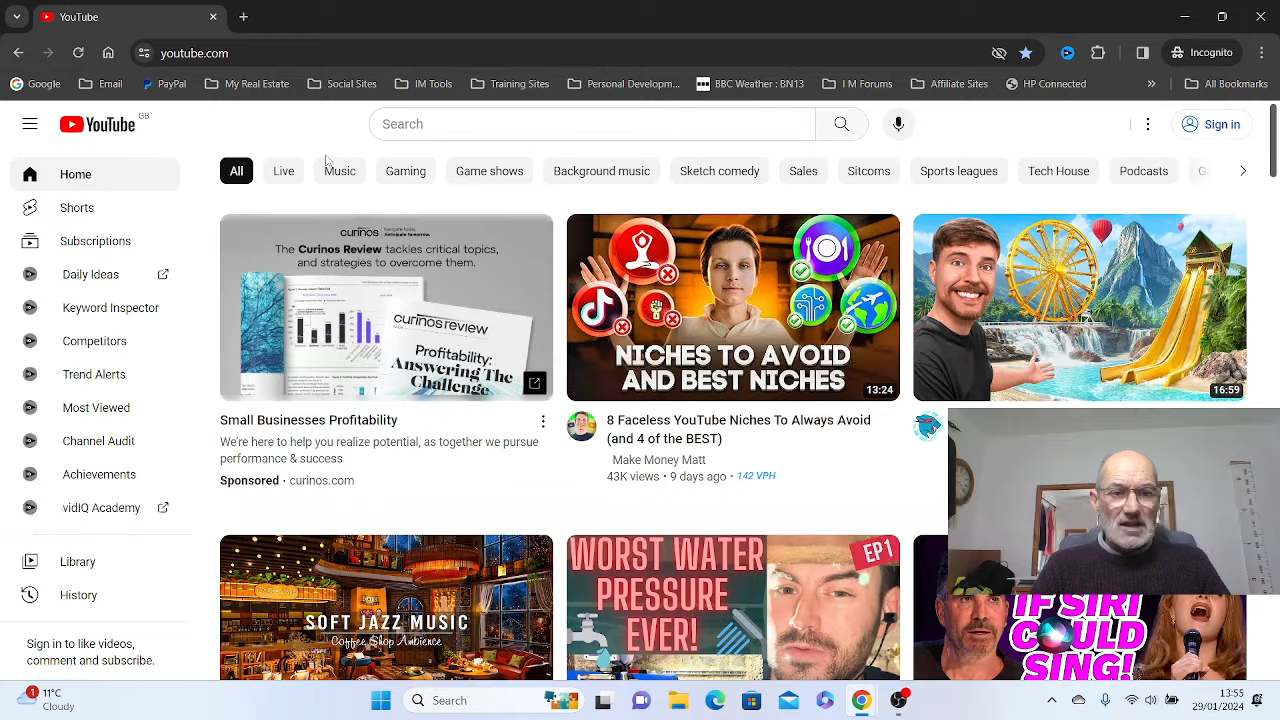 YouTube
youtube.com
Incognito
Google
Email
PayPal
My Real Estate
Social Sites
IM Tools
Training Sites
Personal Developm...
BBC Weather : BN13
I M Forums
Affiliate Sites
HP Connected
»
All Bookmarks
YouTube GB
Search
Sign in
Home
Shorts
Subscriptions
Daily Ideas
Keyword Inspector
Competitors
Trend Alerts
Most Viewed
Channel Audit
Achievements
vidIQ Academy
Library
History
Sign in to like videos,
comment and subscribe.
All
Live
Music
Gaming
Game shows
Background music
Sketch comedy
Sales
Sitcoms
Sports leagues
Tech House
Podcasts
curinos
Navigate today.
Anticipate tomorrow.
The Curinos Review tackles critical topics,
and strategies to overcome them.
curinos review
Profitability:
Answering The
Challenge
Small Businesses Profitability
We're here to help you realize potential, as together we pursue
performance & success
Sponsored • curinos.com
NICHES TO AVOID
AND BEST NICHES
13:24
8 Faceless YouTube Niches To Always Avoid
(and 4 of the BEST)
Make Money Matt
43K views • 9 days ago • 142 VPH
16:59
SOFT JAZZ MUSIC
Coffee Shop Ambience
WORST WATER
PRESSURE
EVER!
EP1
IF SIRI
COULD
SING!
1
11°C
Cloudy
Search
13:55
29/01/2024